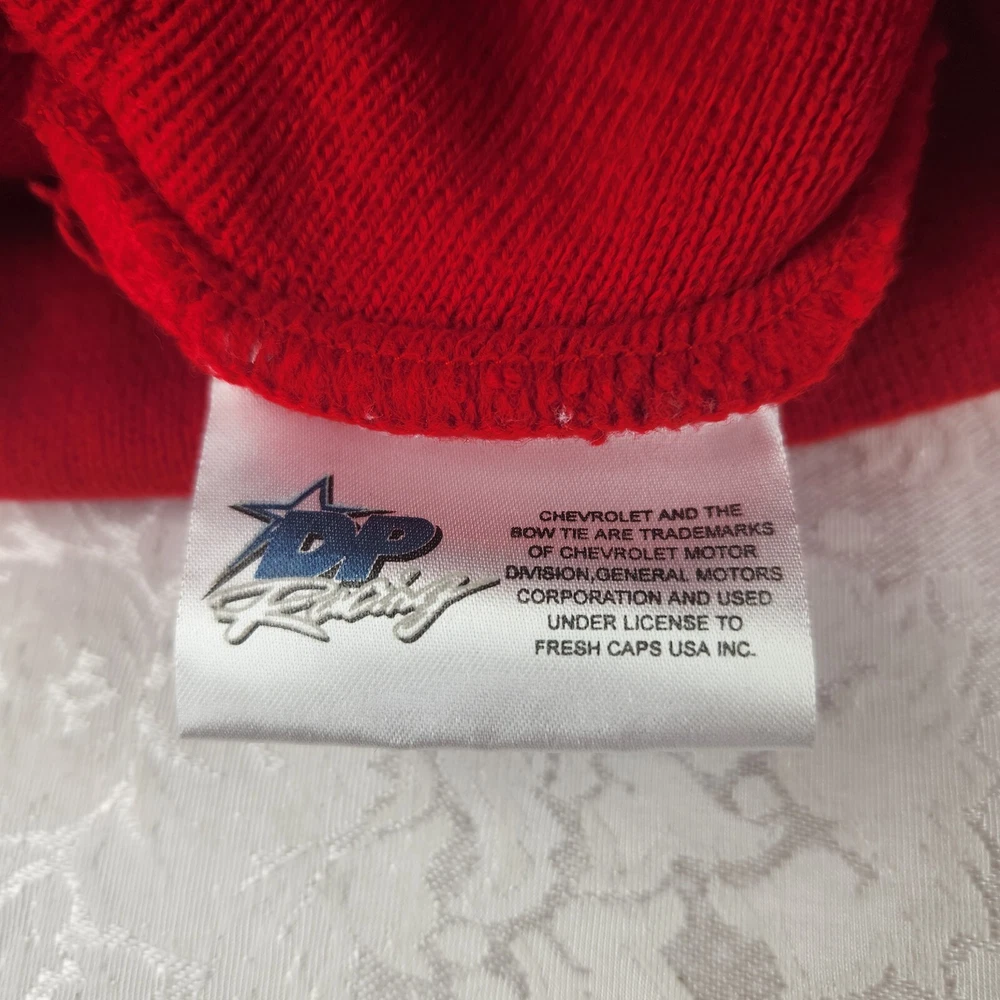 DP
Racing
CHEVROLET AND THE
BOW TIE ARE TRADEMARKS
OF CHEVROLET MOTOR
DIVISION,GENERAL MOTORS
CORPORATION AND USED
UNDER LICENSE TO
FRESH CAPS USA INC.